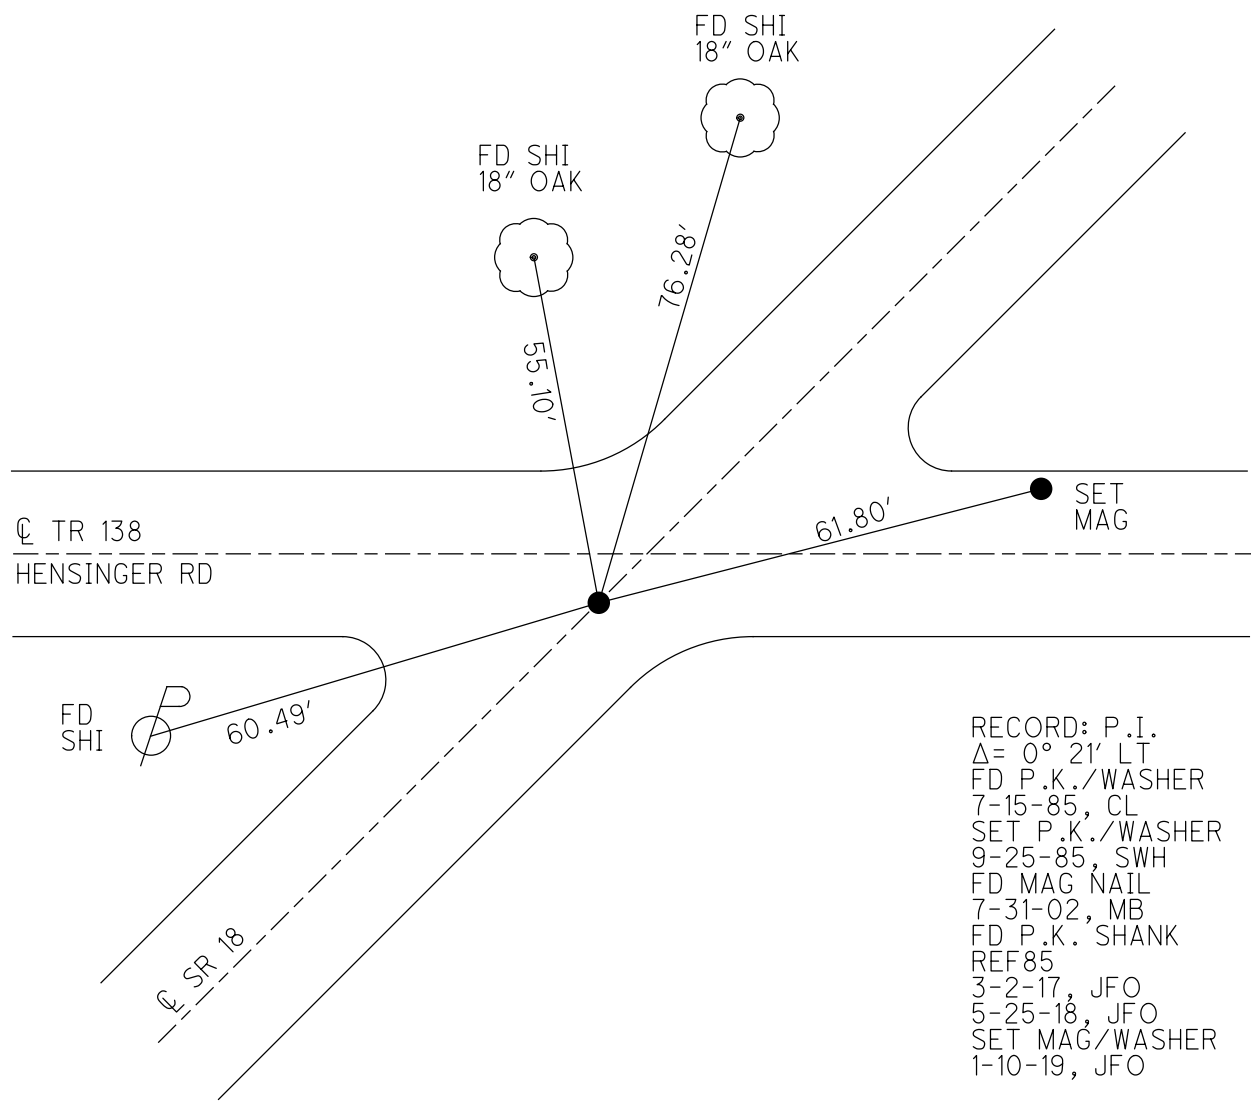 FD SHI
18" OAK
FD SHI
18" OAK
76.28'
55.10'
SET
MAG
61.80'
℄ TR 138
HENSINGER RD
FD
SHI
60.49'
℄ SR 18
RECORD: P.I.
Δ= 0° 21' LT
FD P.K./WASHER
7-15-85, CL
SET P.K./WASHER
9-25-85, SWH
FD MAG NAIL
7-31-02, MB
FD P.K. SHANK
REF85
3-2-17, JFO
5-25-18, JFO
SET MAG/WASHER
1-10-19, JFO